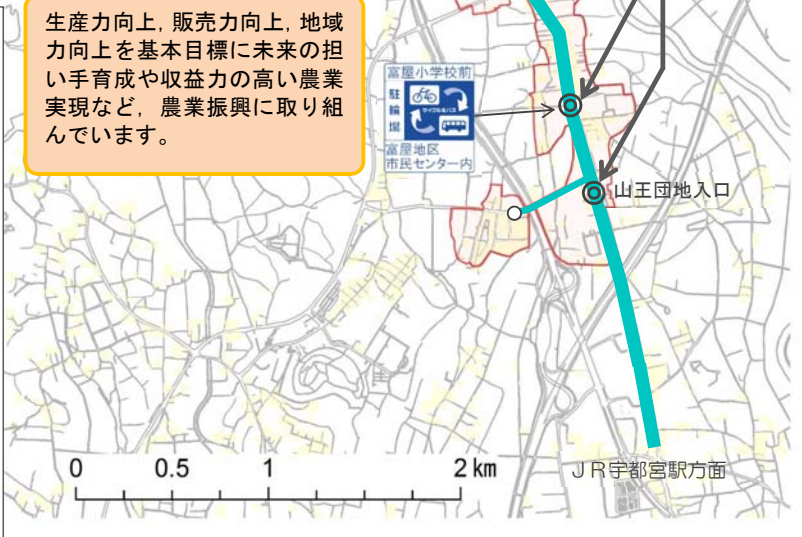 生産力向上，販売力向上，地域
力向上を基本目標に未来の担
い手育成や収益力の高い農業
実現など，農業振興に取り組
んでいます。
富屋小学校前
駐輪場
サイクル&バス
富屋地区
市民センター内
山王団地入口
ＪＲ宇都宮駅方面
0 0.5 1 2 km